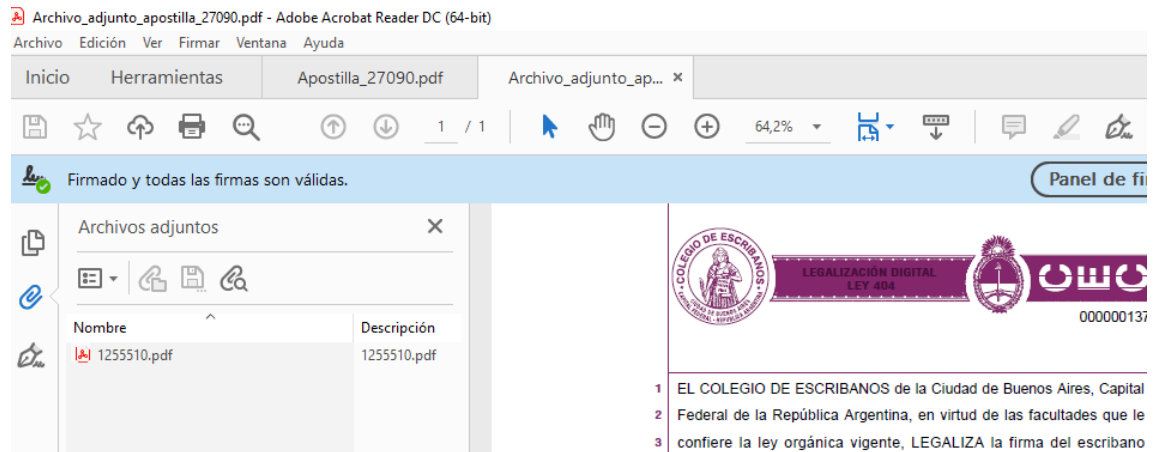 Archivo_adjunto_apostilla_27090.pdf - Adobe Acrobat Reader DC (64-bit)
Archivo Edición Ver Firmar Ventana Ayuda
Inicio Herramientas Apostilla_27090.pdf Archivo_adjunto_ap... ×
1 / 1 64,2%
Firmado y todas las firmas son válidas. Panel de fi
Archivos adjuntos
Nombre Descripción
1255510.pdf 1255510.pdf
COLEGIO DE ESCRIBANOS
LEGALIZACIÓN DIGITAL
LEY 404
000000137
1 EL COLEGIO DE ESCRIBANOS de la Ciudad de Buenos Aires, Capital
2 Federal de la República Argentina, en virtud de las facultades que le
3 confiere la ley orgánica vigente, LEGALIZA la firma del escribano